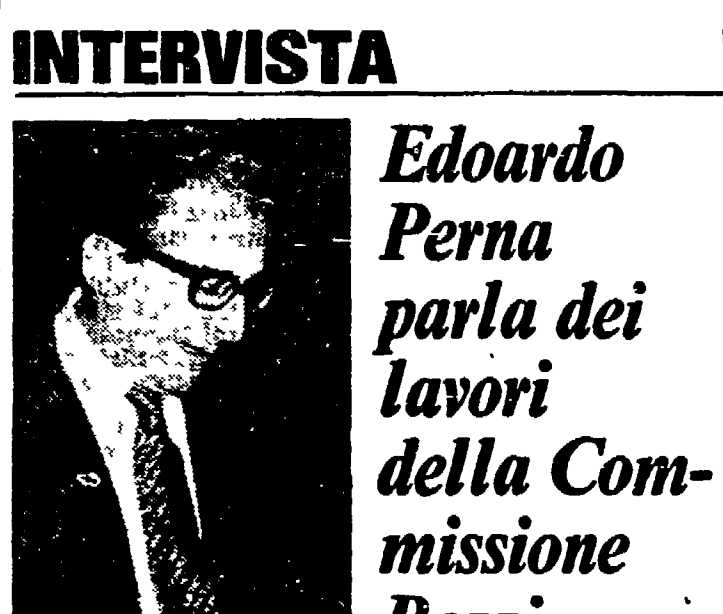 INTERVISTA
Edoardo
Perna
parla dei
lavori
della Com-
missione